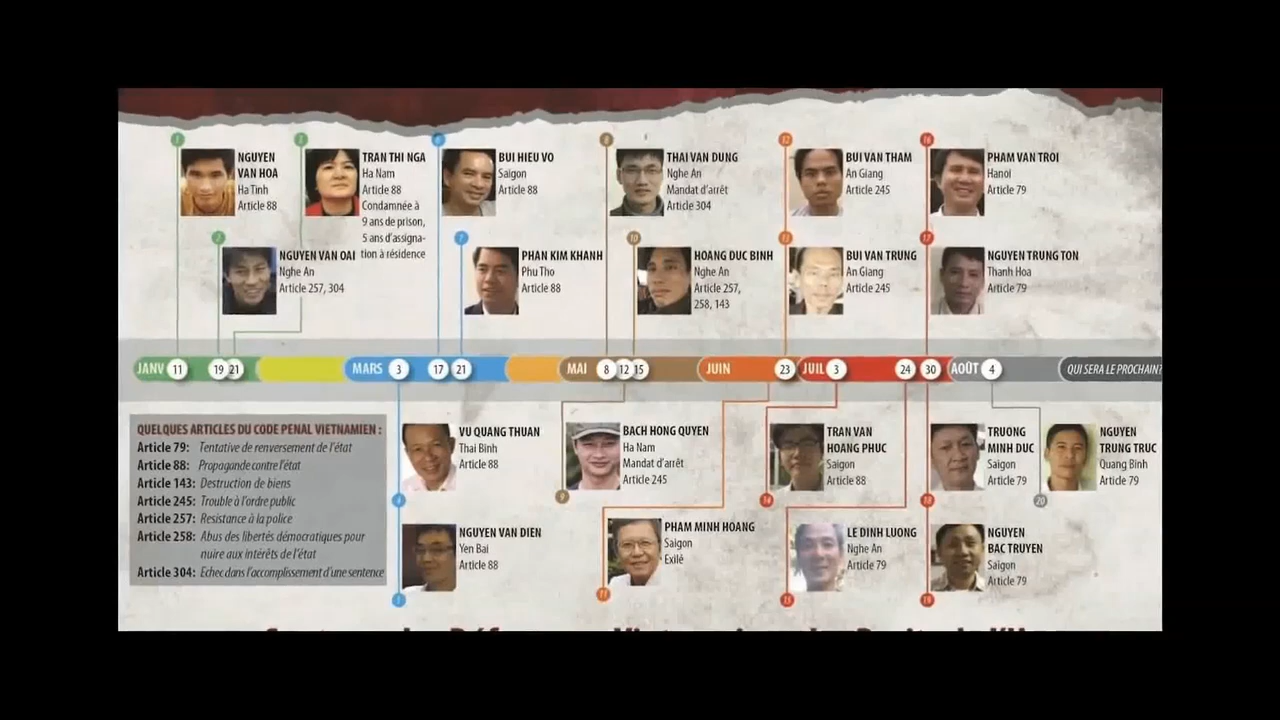 NGUYEN
VAN HOA
Ha Tinh
Article 88
TRAN THI NGA
Ha Nam
Article 88
Condamnée à
9 ans de prison,
5 ans d'assigna-
tion à résidence
BUI HIEU VO
Saigon
Article 88
THAI VAN DUNG
Nghe An
Mandat d'arrêt
Article 304
BUI VAN THAM
An Giang
Article 245
PHAM VAN TROI
Hanoi
Article 79
NGUYEN VAN OAI
Nghe An
Article 257, 304
PHAN KIM KHANH
Phu Tho
Article 88
HOANG DUC BINH
Nghe An
Article 257,
258, 143
BUI VAN TRUNG
An Giang
Article 245
NGUYEN TRUNG TON
Thanh Hoa
Article 79
JANV 11 19 21 MARS 3 17 21 MAI 8 12 15 JUIN 23 JUIL 3 24 30 AOÛT 4 QUI SERA LE PROCHAIN?
QUELQUES ARTICLES DU CODE PENAL VIETNAMIEN :
Article 79: Tentative de renversement de l'état
Article 88: Propagande contre l'état
Article 143: Destruction de biens
Article 245: Trouble à l'ordre public
Article 257: Resistance à la police
Article 258: Abus des libertés démocratiques pour
nuire aux intérêts de l'état
Article 304: Echec dans l'accomplissement d'une sentence
VU QUANG THUAN
Thai Binh
Article 88
BACH HONG QUYEN
Ha Nam
Mandat d'arrêt
Article 245
TRAN VAN
HOANG PHUC
Saigon
Article 88
TRUONG
MINH DUC
Saigon
Article 79
NGUYEN
TRUNG TRUC
Quang Binh
Article 79
NGUYEN VAN DIEN
Yen Bai
Article 88
PHAM MINH HOANG
Saigon
Exilé
LE DINH LUONG
Nghe An
Article 79
NGUYEN
BAC TRUYEN
Saigon
Article 79